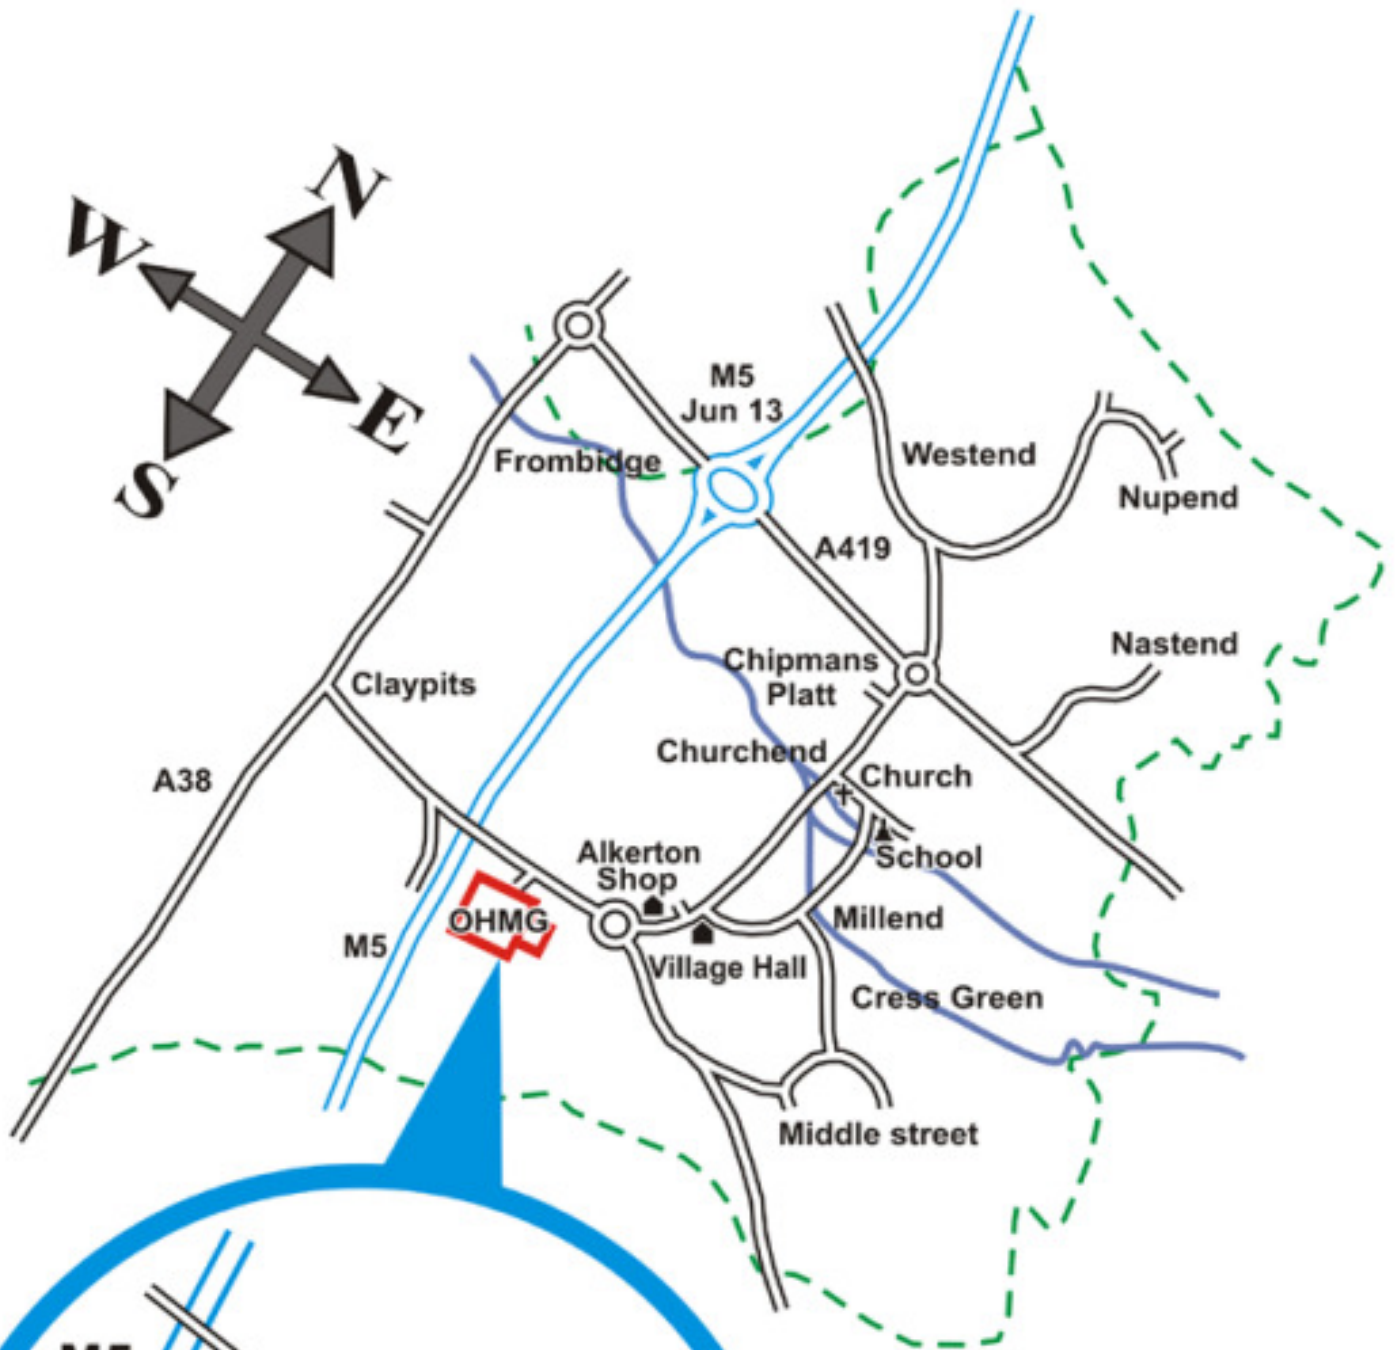 N
W
E
S
M5
Jun 13
Frombidge
Westend
Nupend
A419
Nastend
Chipmans
Platt
Claypits
Churchend
Church
A38
Alkerton
Shop
School
OHMG
Millend
M5
Village Hall
Cress Green
Middle street